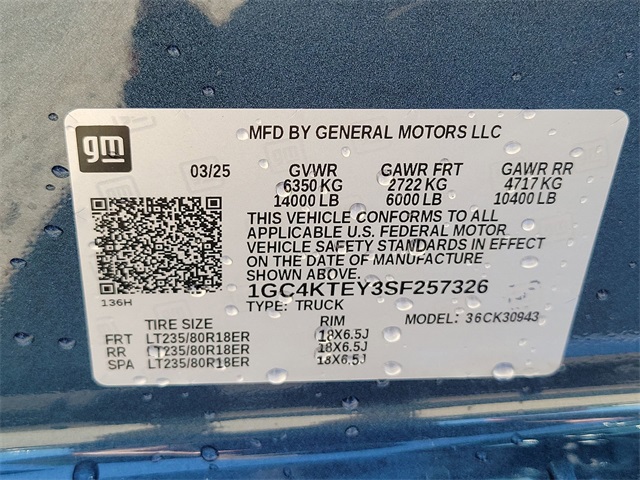 gm
MFD BY GENERAL MOTORS LLC
03/25 GVWR GAWR FRT GAWR RR
6350 KG 2722 KG 4717 KG
14000 LB 6000 LB 10400 LB
THIS VEHICLE CONFORMS TO ALL
APPLICABLE U.S. FEDERAL MOTOR
VEHICLE SAFETY STANDARDS IN EFFECT
ON THE DATE OF MANUFACTURE
SHOWN ABOVE.
1GC4KTEY3SF257326
136H
TYPE: TRUCK MODEL: 36CK30943
TIRE SIZE RIM
FRT LT235/80R18ER 18X6.5J
RR LT235/80R18ER 18X6.5J
SPA LT235/80R18ER 18X6.5J